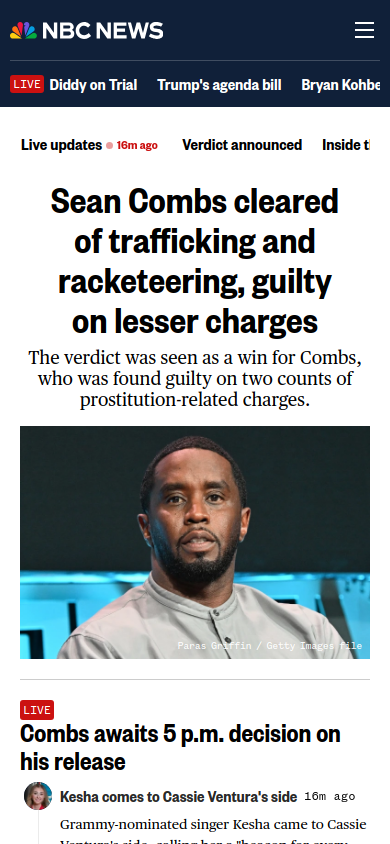 NBC NEWS
LIVE Diddy on Trial Trump's agenda bill Bryan Kohbe
Live updates 16m ago Verdict announced Inside t
Sean Combs cleared
of trafficking and
racketeering, guilty
on lesser charges
The verdict was seen as a win for Combs,
who was found guilty on two counts of
prostitution-related charges.
Paras Griffin / Getty Images file
LIVE
Combs awaits 5 p.m. decision on
his release
Kesha comes to Cassie Ventura's side 16m ago
Grammy-nominated singer Kesha came to Cassie
Ventura's side, calling her a "beacon for every